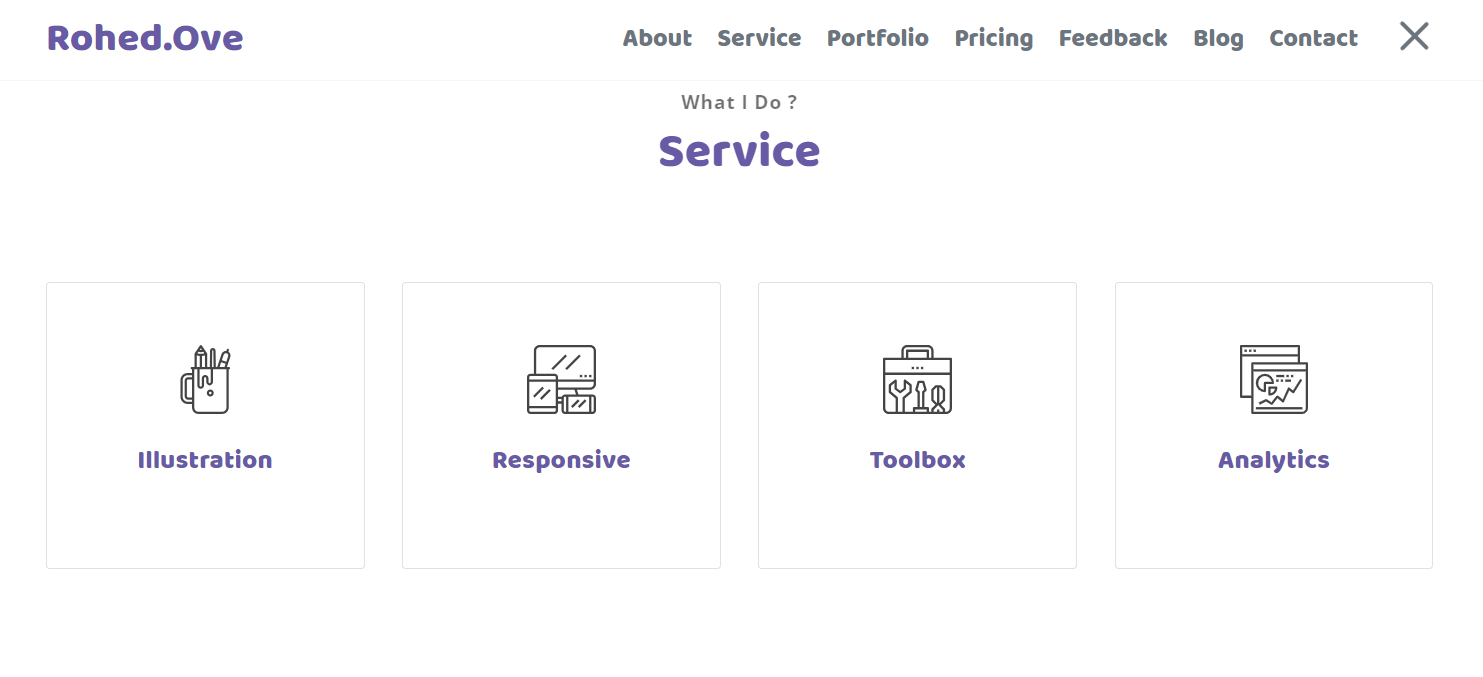 Rohed.Ove About Service Portfolio Pricing Feedback Blog Contact
What I Do ?
Service
Illustration Responsive Toolbox Analytics